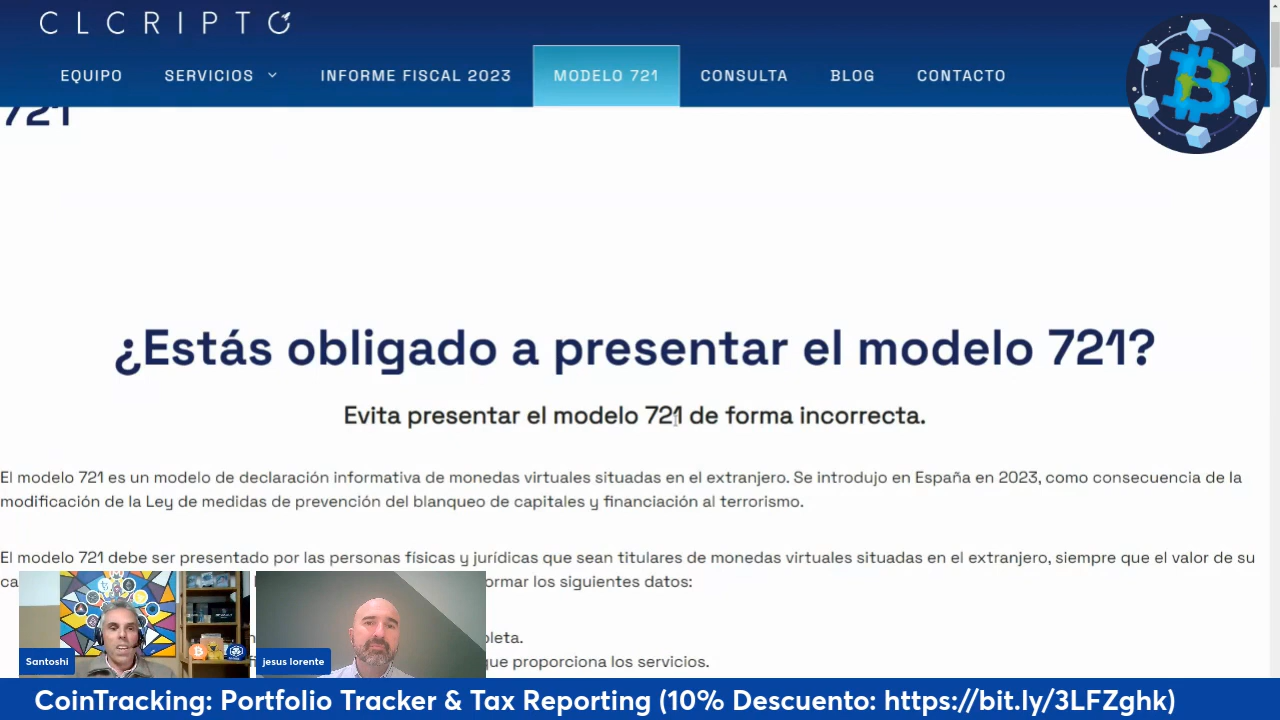 CLCRIPTO
EQUIPO SERVICIOS INFORME FISCAL 2023 MODELO 721 CONSULTA BLOG CONTACTO
721
¿Estás obligado a presentar el modelo 721?
Evita presentar el modelo 721 de forma incorrecta.
El modelo 721 es un modelo de declaración informativa de monedas virtuales situadas en el extranjero. Se introdujo en España en 2023, como consecuencia de la
modificación de la Ley de medidas de prevención del blanqueo de capitales y financiación al terrorismo.
El modelo 721 debe ser presentado por las personas físicas y jurídicas que sean titulares de monedas virtuales situadas en el extranjero, siempre que el valor de su
los siguientes datos:
que proporciona los servicios.
Santoshi
jesus lorente
CoinTracking: Portfolio Tracker & Tax Reporting (10% Descuento: https://bit.ly/3LFZghk)